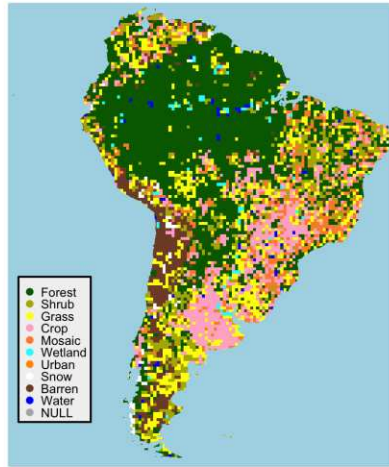 Forest
Shrub
Grass
Crop
Mosaic
Wetland
Urban
Snow
Barren
Water
NULL